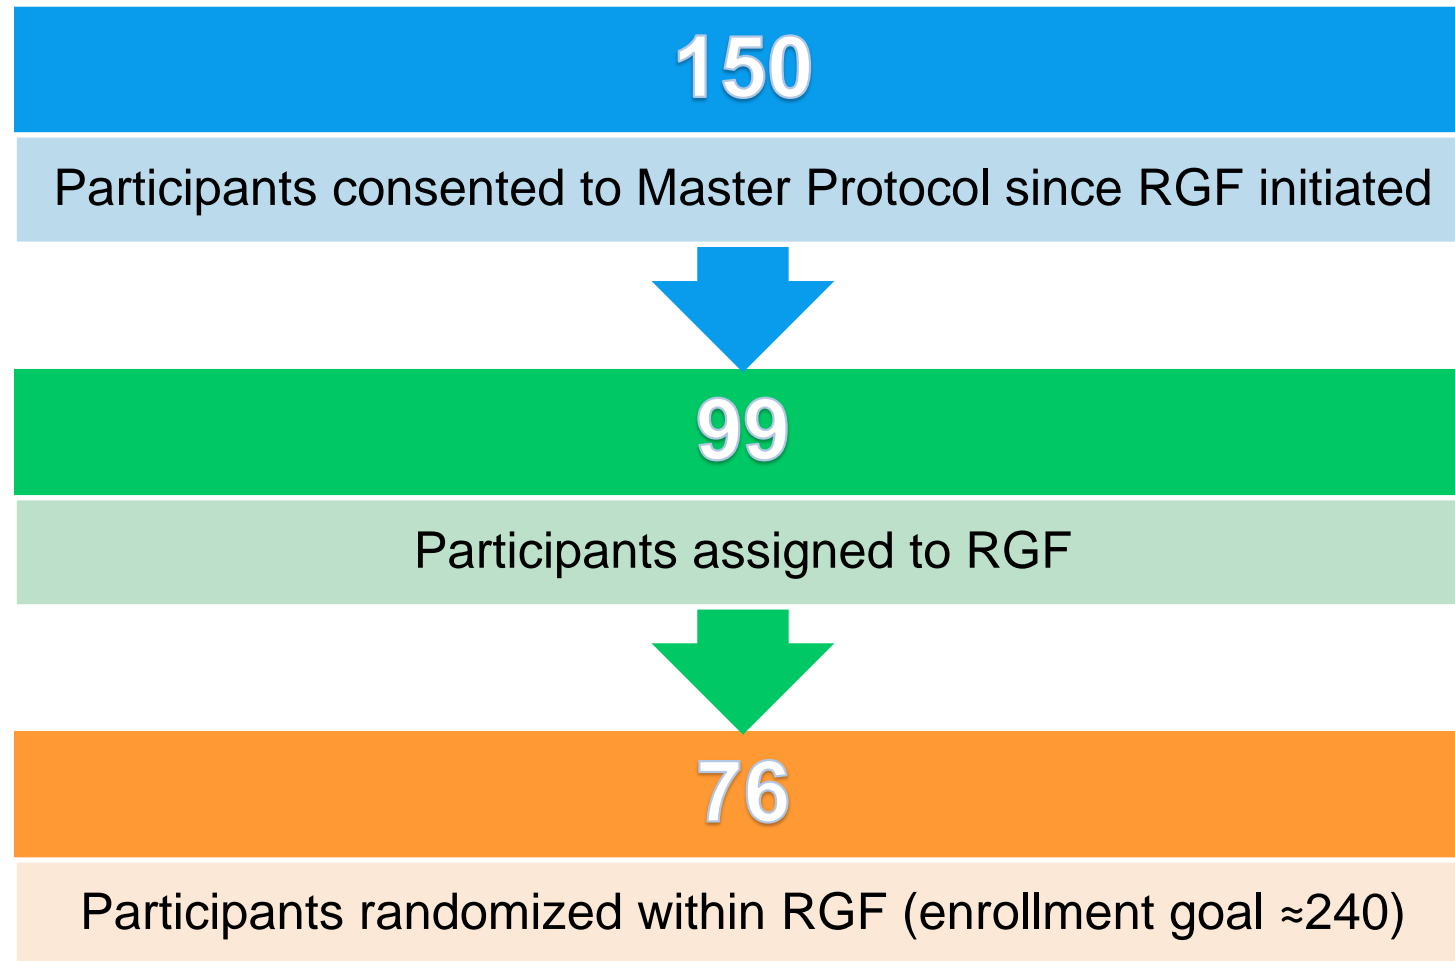 150
Participants consented to Master Protocol since RGF initiated
99
Participants assigned to RGF
76
Participants randomized within RGF (enrollment goal ≈240)